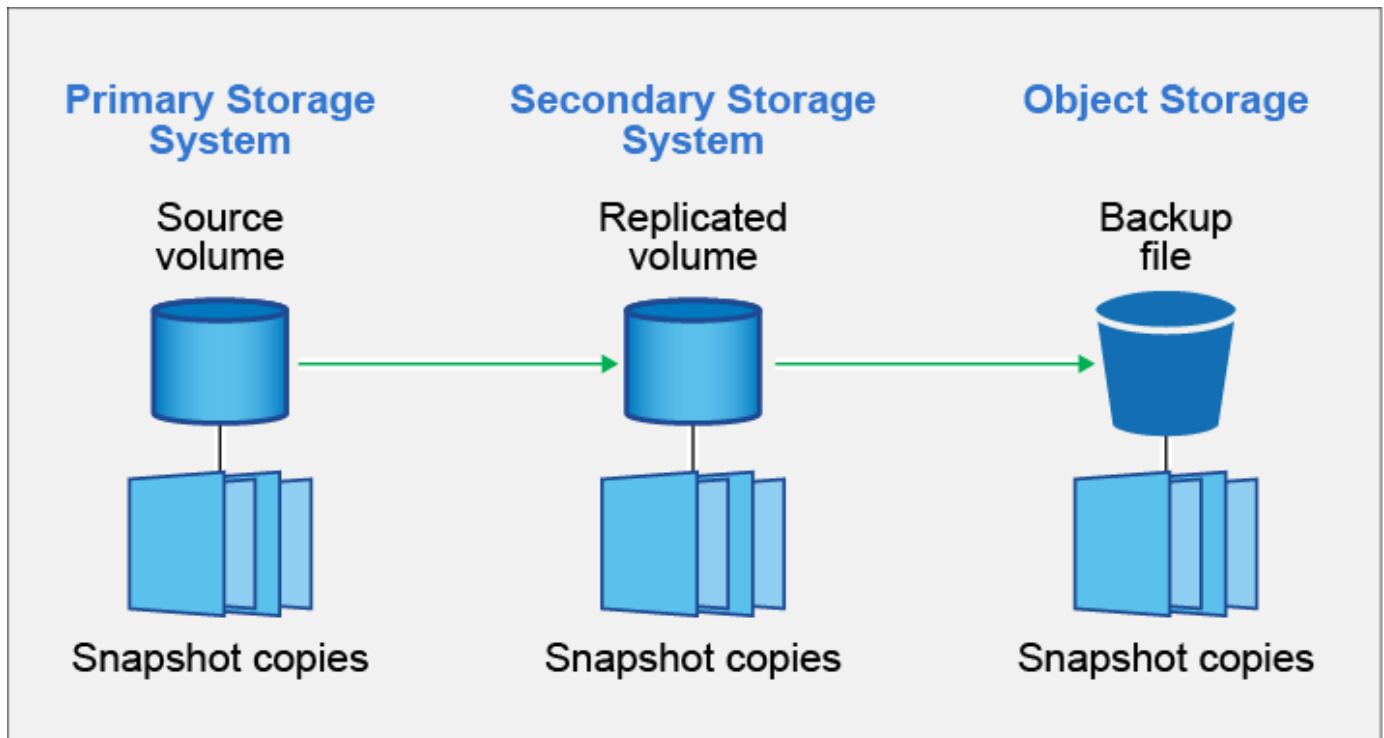 Primary Storage
System
Secondary Storage
System
Object Storage
Source
volume
Replicated
volume
Backup
file
Snapshot copies
Snapshot copies
Snapshot copies